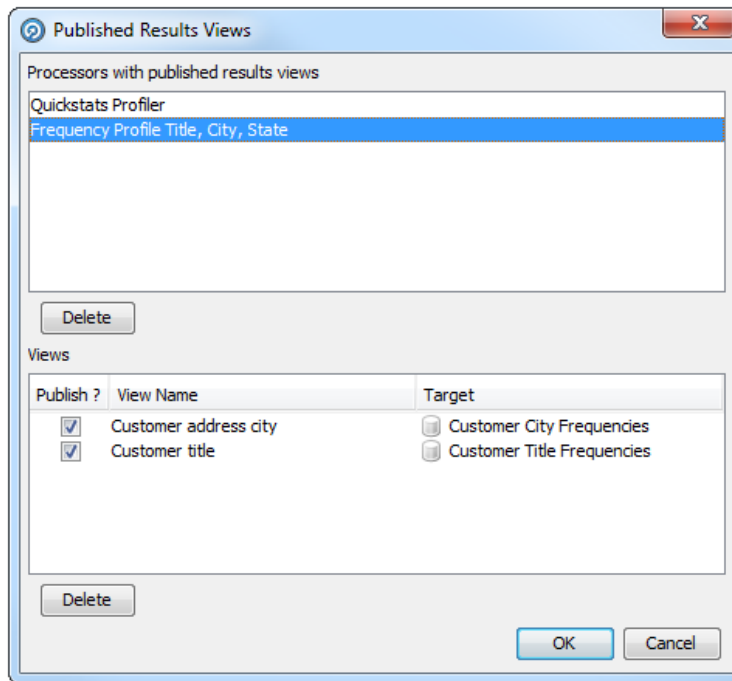 Published Results Views
Processors with published results views
Quickstats Profiler
Frequency Profile Title, City, State
Delete
Views
Publish ? View Name Target
Customer address city Customer City Frequencies
Customer title Customer Title Frequencies
Delete
OK Cancel